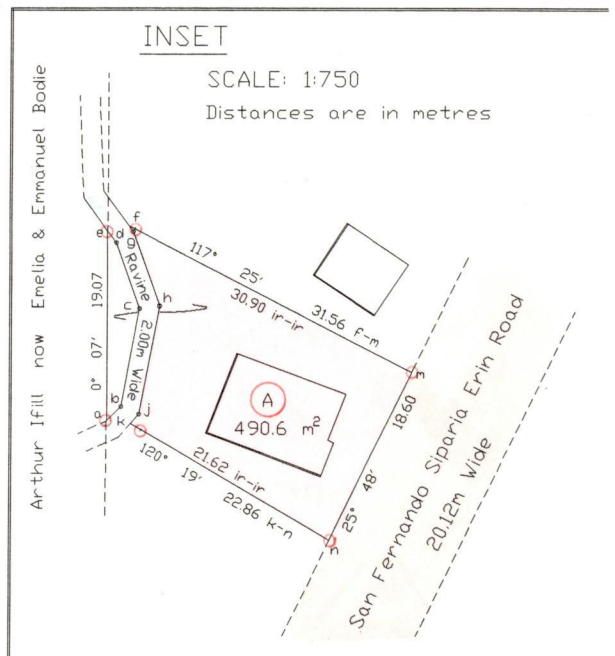 INSET
SCALE: 1:750
Distances are in metres
Arthur Ifill now Emelia & Emmanuel Bodie
f
e
d
g
Ravine 2.00m Wide
c
h
b
a
k
j
m
n
19.07
0° 07'
117° 25'
30.90 ir-ir
31.56 f-m
A
490.6 m²
18.60
25° 48'
21.62 ir-ir
120° 19'
22.86 k-n
San Fernando Siparia Erin Road
20.12m Wide